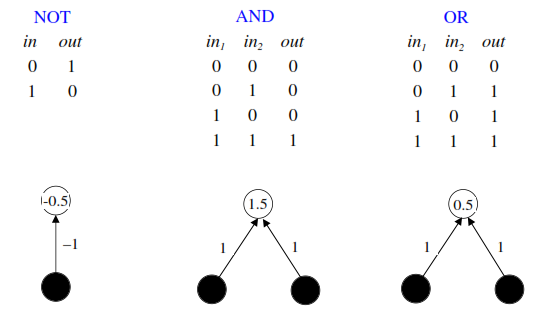 NOT AND OR
in out in1 in2 out in1 in2 out
0 1 0 0 0 0 0 0
1 0 0 1 0 0 1 1
1 0 0 1 0 1
1 1 1 1 1 1
-0.5 1.5 0.5
–1 1 1 1 1